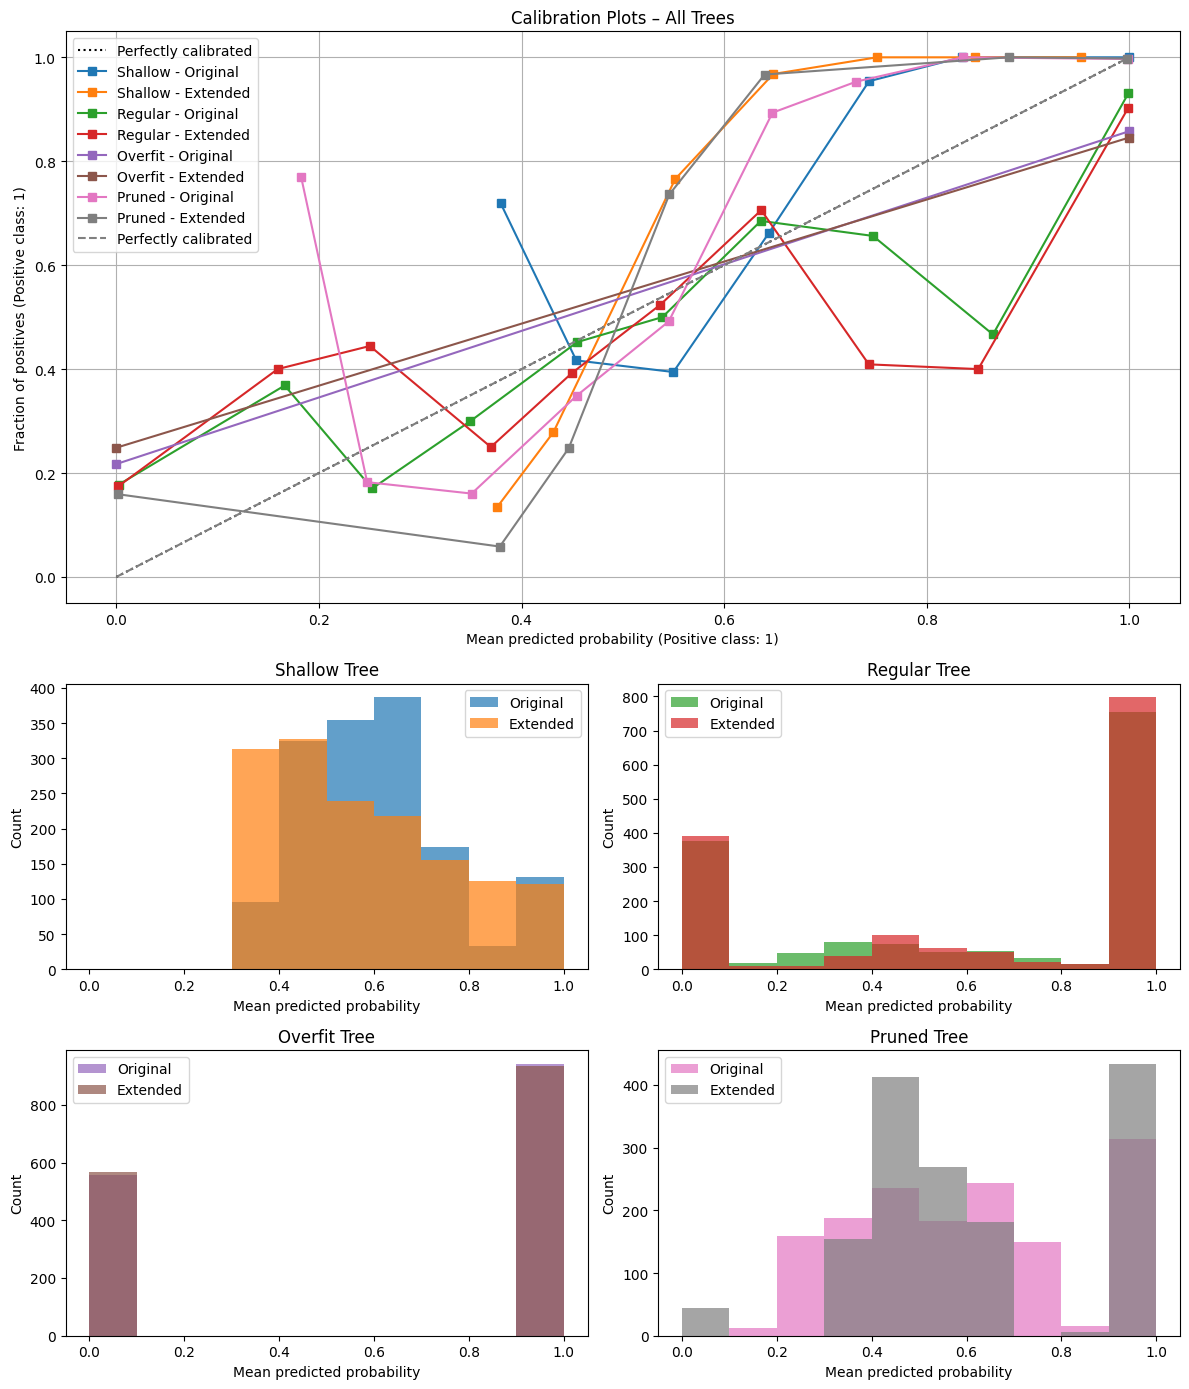 Calibration Plots – All Trees
Perfectly calibrated
Shallow - Original
Shallow - Extended
Regular - Original
Regular - Extended
Overfit - Original
Overfit - Extended
Pruned - Original
Pruned - Extended
Perfectly calibrated
Fraction of positives (Positive class: 1)
1.0
0.8
0.6
0.4
0.2
0.0
0.0 0.2 0.4 0.6 0.8 1.0
Mean predicted probability (Positive class: 1)
Shallow Tree
Original
Extended
Count
400
350
300
250
200
150
100
50
0
0.0 0.2 0.4 0.6 0.8 1.0
Mean predicted probability
Regular Tree
Original
Extended
Count
800
700
600
500
400
300
200
100
0
0.0 0.2 0.4 0.6 0.8 1.0
Mean predicted probability
Overfit Tree
Original
Extended
Count
800
600
400
200
0
0.0 0.2 0.4 0.6 0.8 1.0
Mean predicted probability
Pruned Tree
Original
Extended
Count
400
300
200
100
0
0.0 0.2 0.4 0.6 0.8 1.0
Mean predicted probability